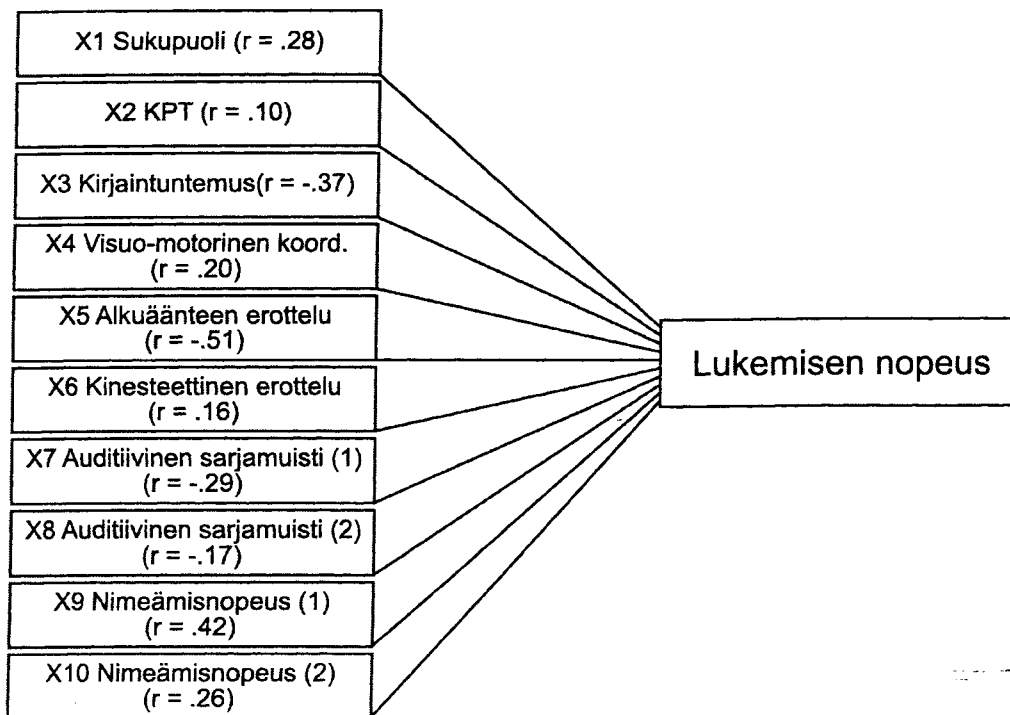 X1 Sukupuoli (r = .28)
X2 KPT (r = .10)
X3 Kirjaintuntemus(r = -.37)
X4 Visuo-motorinen koord.
(r = .20)
X5 Alkuäänteen erottelu
(r = -.51)
X6 Kinesteettinen erottelu
(r = .16)
X7 Auditiivinen sarjamuisti (1)
(r = -.29)
X8 Auditiivinen sarjamuisti (2)
(r = -.17)
X9 Nimeämisnopeus (1)
(r = .42)
X10 Nimeämisnopeus (2)
(r = .26)
Lukemisen nopeus